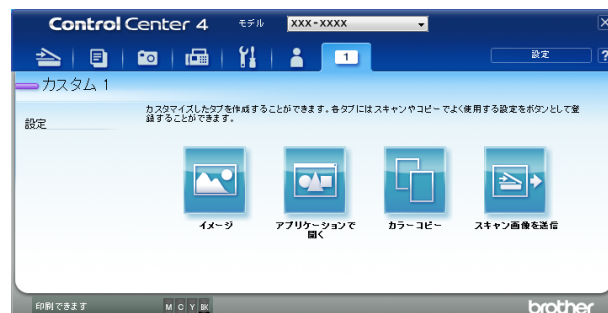 Control Center 4 モデル XXX-XXXX
1 設定 ?
カスタム 1
設定
カスタマイズしたタブを作成することができます。各タブにはスキャンやコピーでよく使用する設定をボタンとして登
録することができます。
イメージ
アプリケーションで
開く
カラーコピー
スキャン画像を送信
印刷できます M C Y BK brother